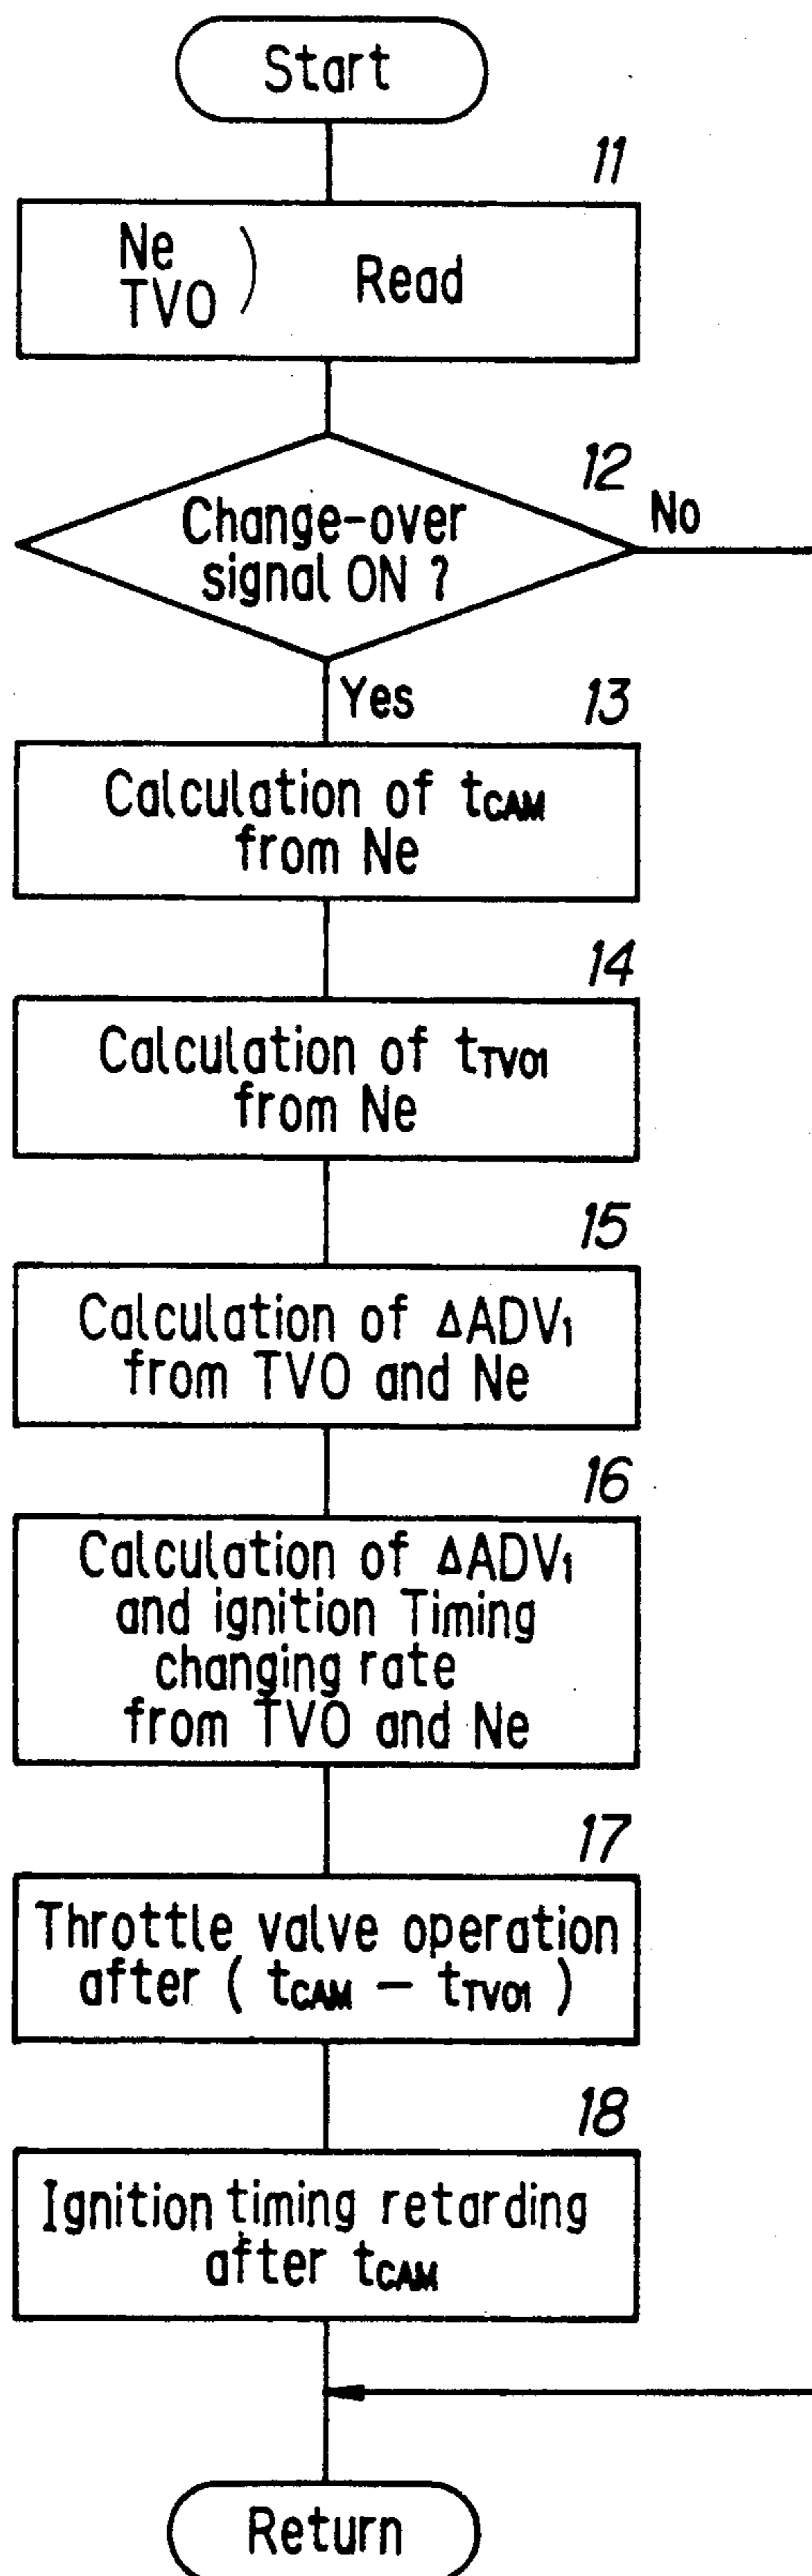 Start
11
Ne
TVO ) Read
12
Change-over
signal ON ?
No
Yes
13
Calculation of tCAM
from Ne
14
Calculation of tTVO1
from Ne
15
Calculation of ΔADV1
from TVO and Ne
16
Calculation of ΔADV1
and ignition Timing
changing rate
from TVO and Ne
17
Throttle valve operation
after ( tCAM – tTVO1 )
18
Ignition timing retarding
after tCAM
Return